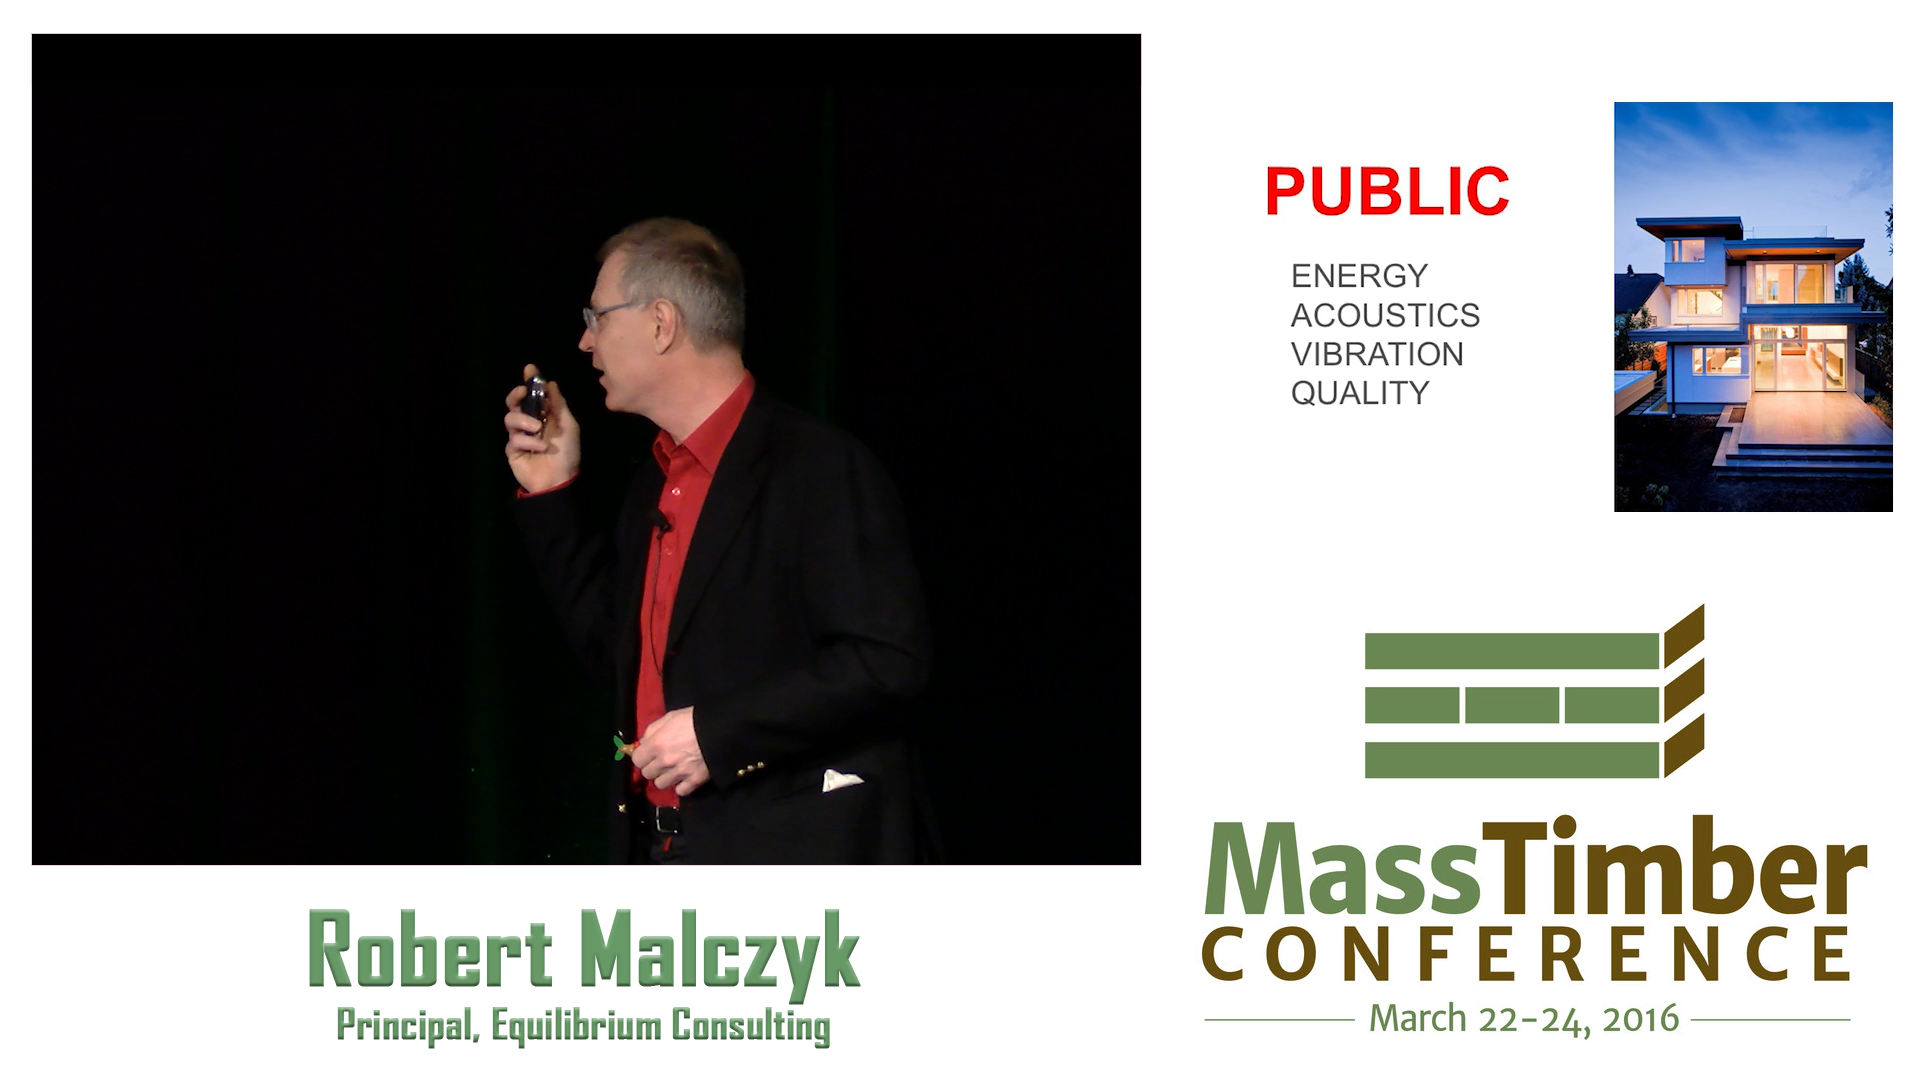 PUBLIC
ENERGY
ACOUSTICS
VIBRATION
QUALITY
Robert Malczyk
Principal, Equilibrium Consulting
MassTimber
CONFERENCE
March 22-24, 2016